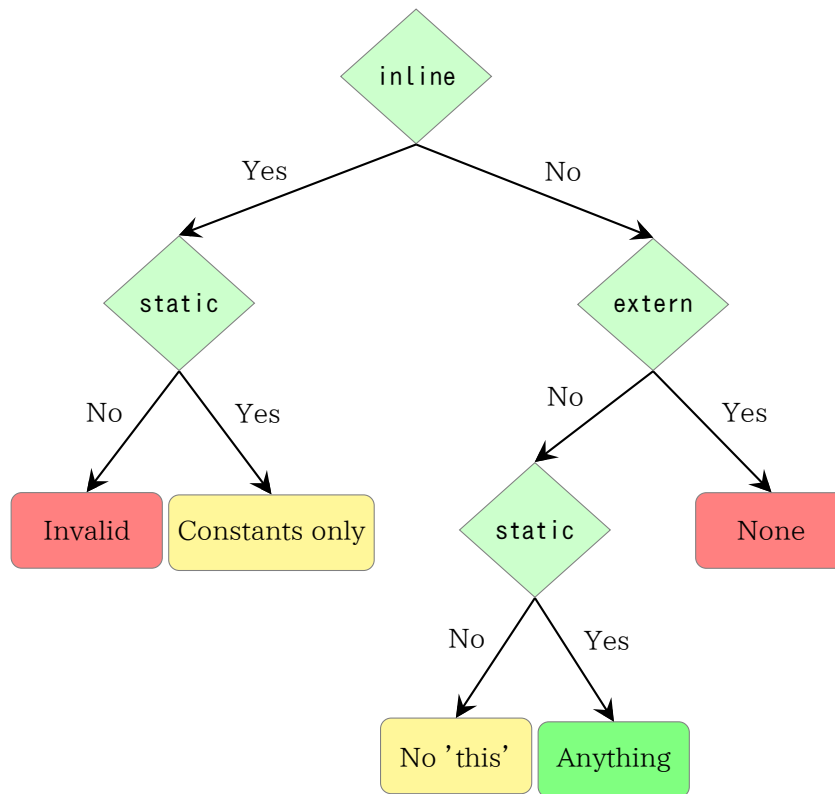 inline
Yes
No
static
extern
No
Yes
No
Yes
Invalid
Constants only
static
None
No
Yes
No 'this'
Anything